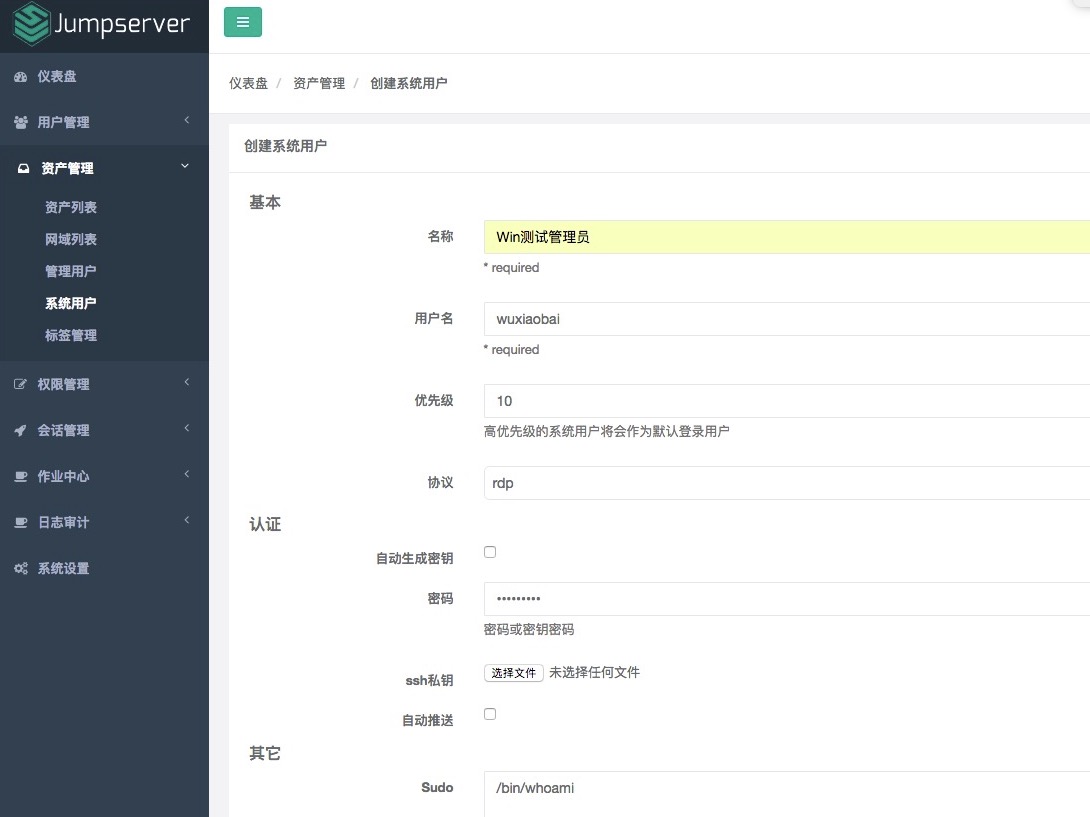 Jumpserver
仪表盘
用户管理
资产管理
资产列表
网域列表
管理用户
系统用户
标签管理
权限管理
会话管理
作业中心
日志审计
系统设置
仪表盘 / 资产管理 / 创建系统用户
创建系统用户
基本
名称 Win测试管理员
* required
用户名 wuxiaobai
* required
优先级 10
高优先级的系统用户将会作为默认登录用户
协议 rdp
认证
自动生成密钥
密码 •••••••••
密码或密钥密码
ssh私钥 选择文件 未选择任何文件
自动推送
其它
Sudo /bin/whoami